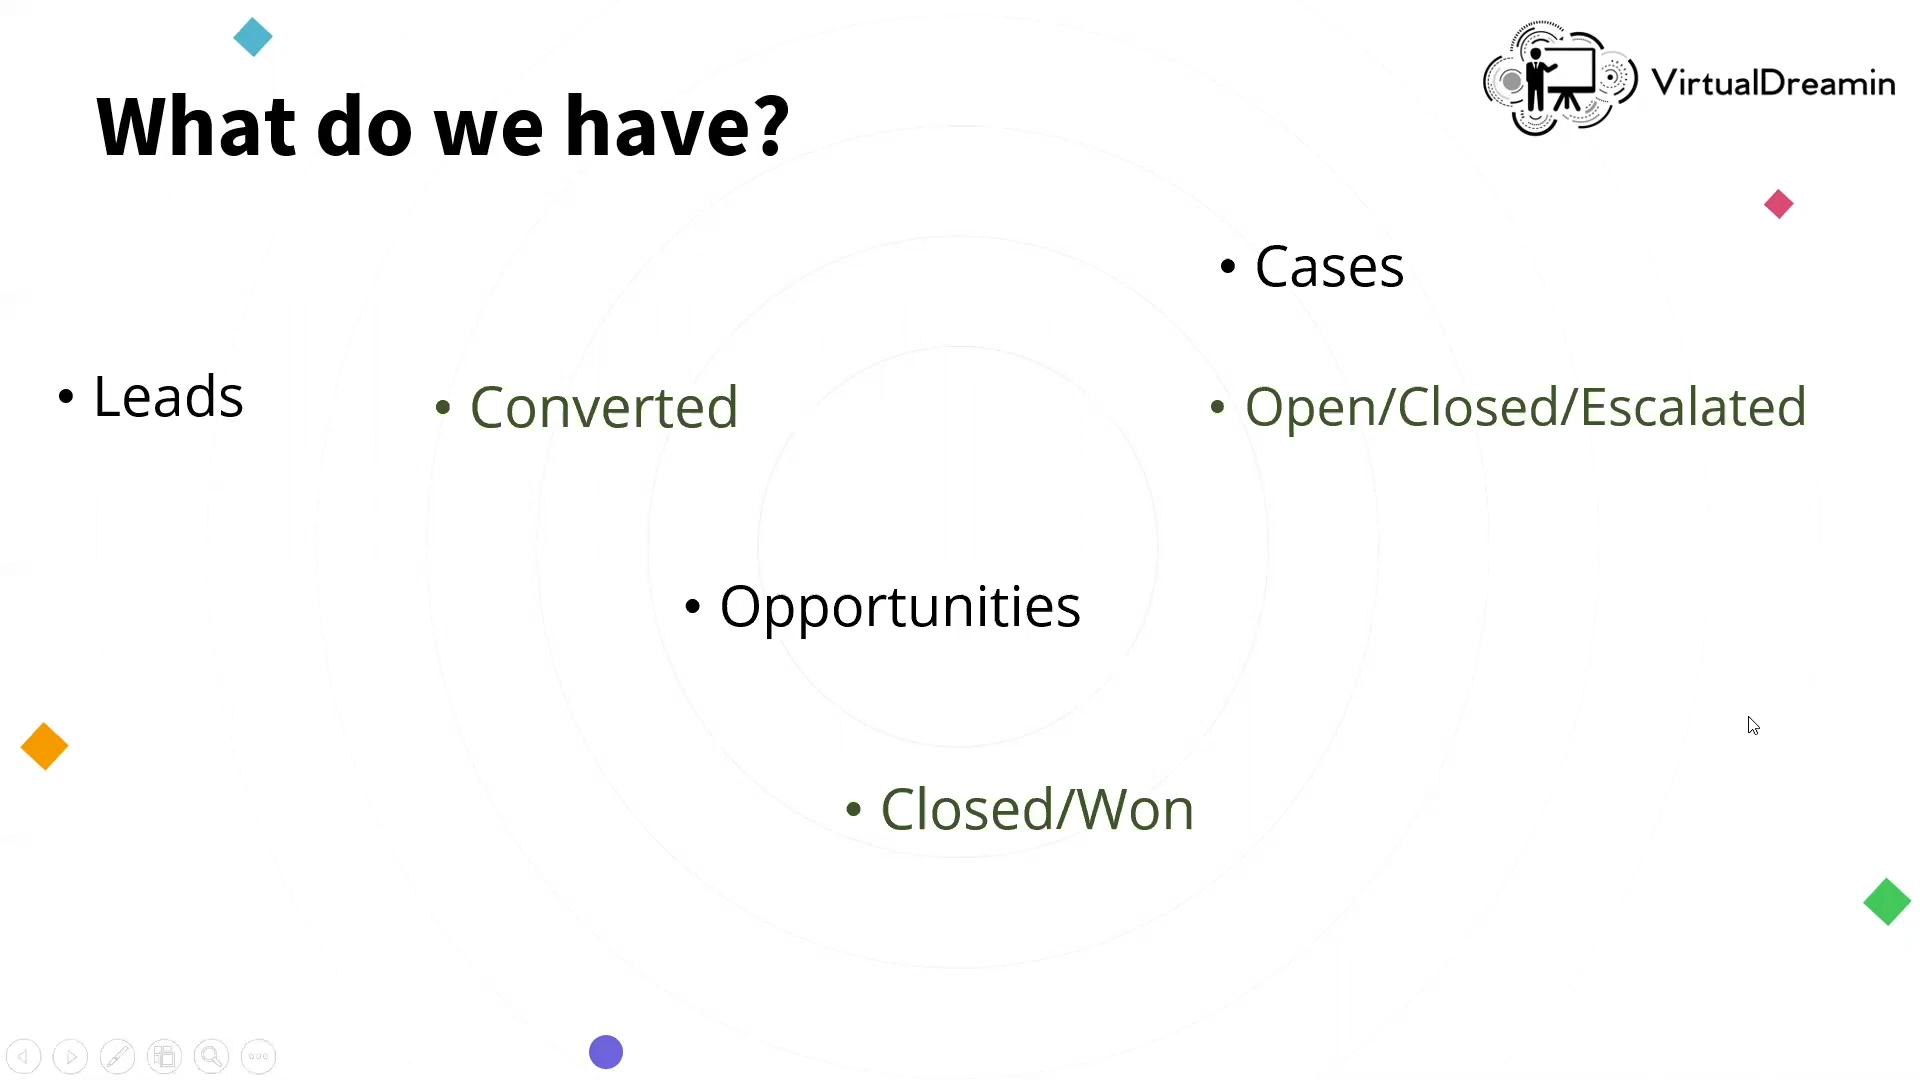 VirtualDreamin
What do we have?
• Cases
• Leads
• Converted
• Open/Closed/Escalated
• Opportunities
• Closed/Won